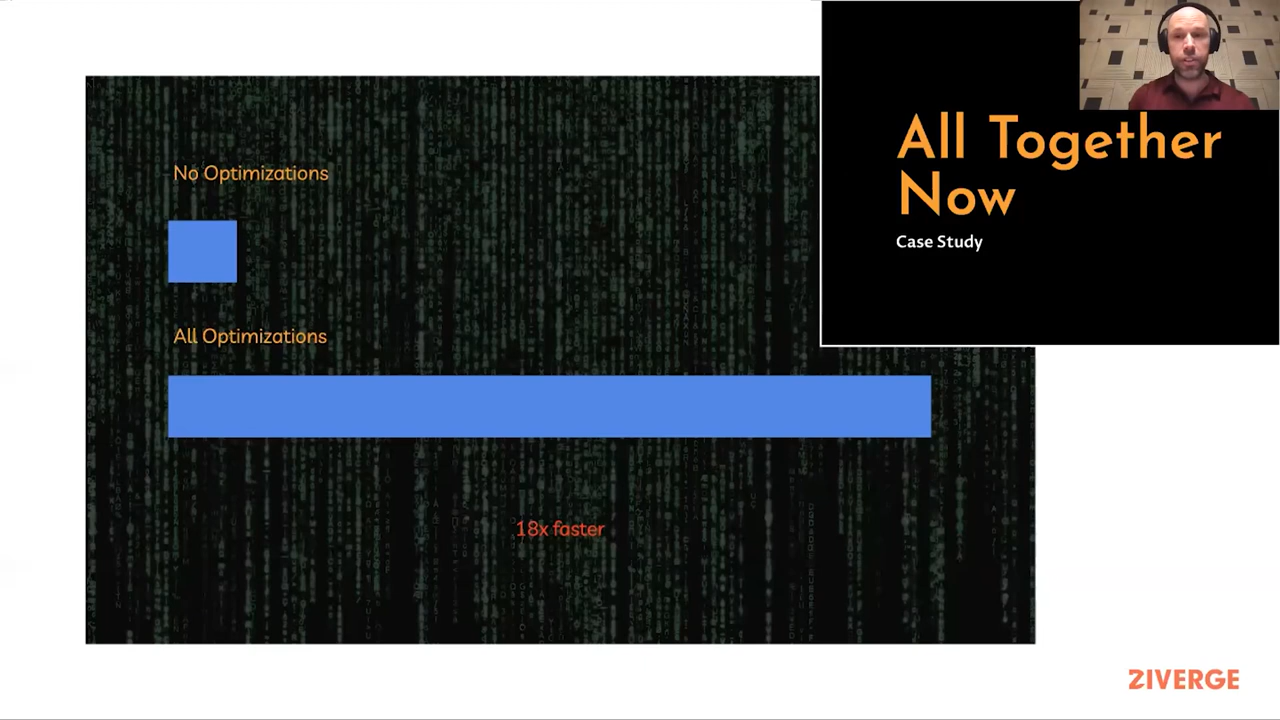 All Together
Now
Case Study
No Optimizations
All Optimizations
18x faster
ZIVERGE